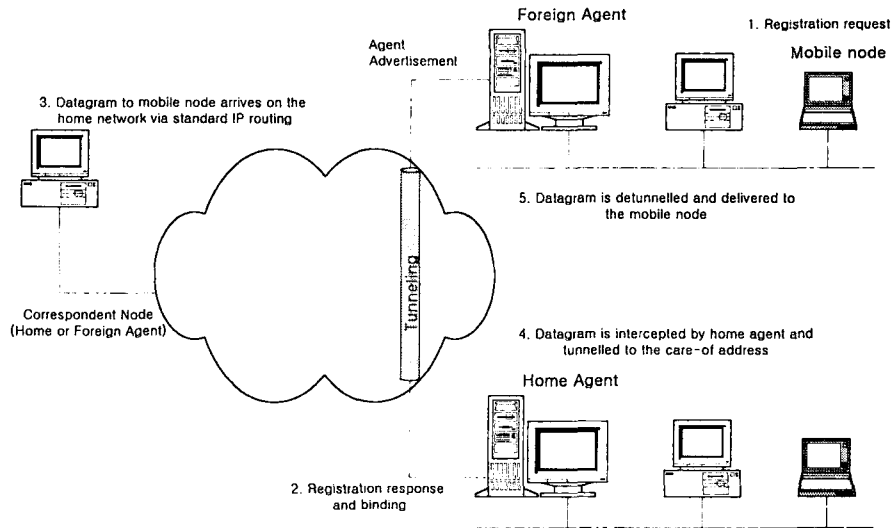 Foreign Agent
1. Registration request
Mobile node
Agent
Advertisement
3. Datagram to mobile node arrives on the
home network via standard IP routing
5. Datagram is detunnelled and delivered to
the mobile node
Tunneling
Correspondent Node
(Home or Foreign Agent)
4. Datagram is intercepted by home agent and
tunnelled to the care-of address
Home Agent
2. Registration response
and binding